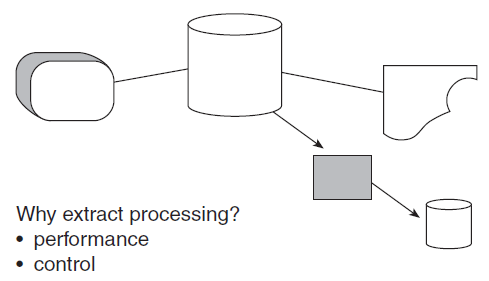 Why extract processing?
• performance
• control